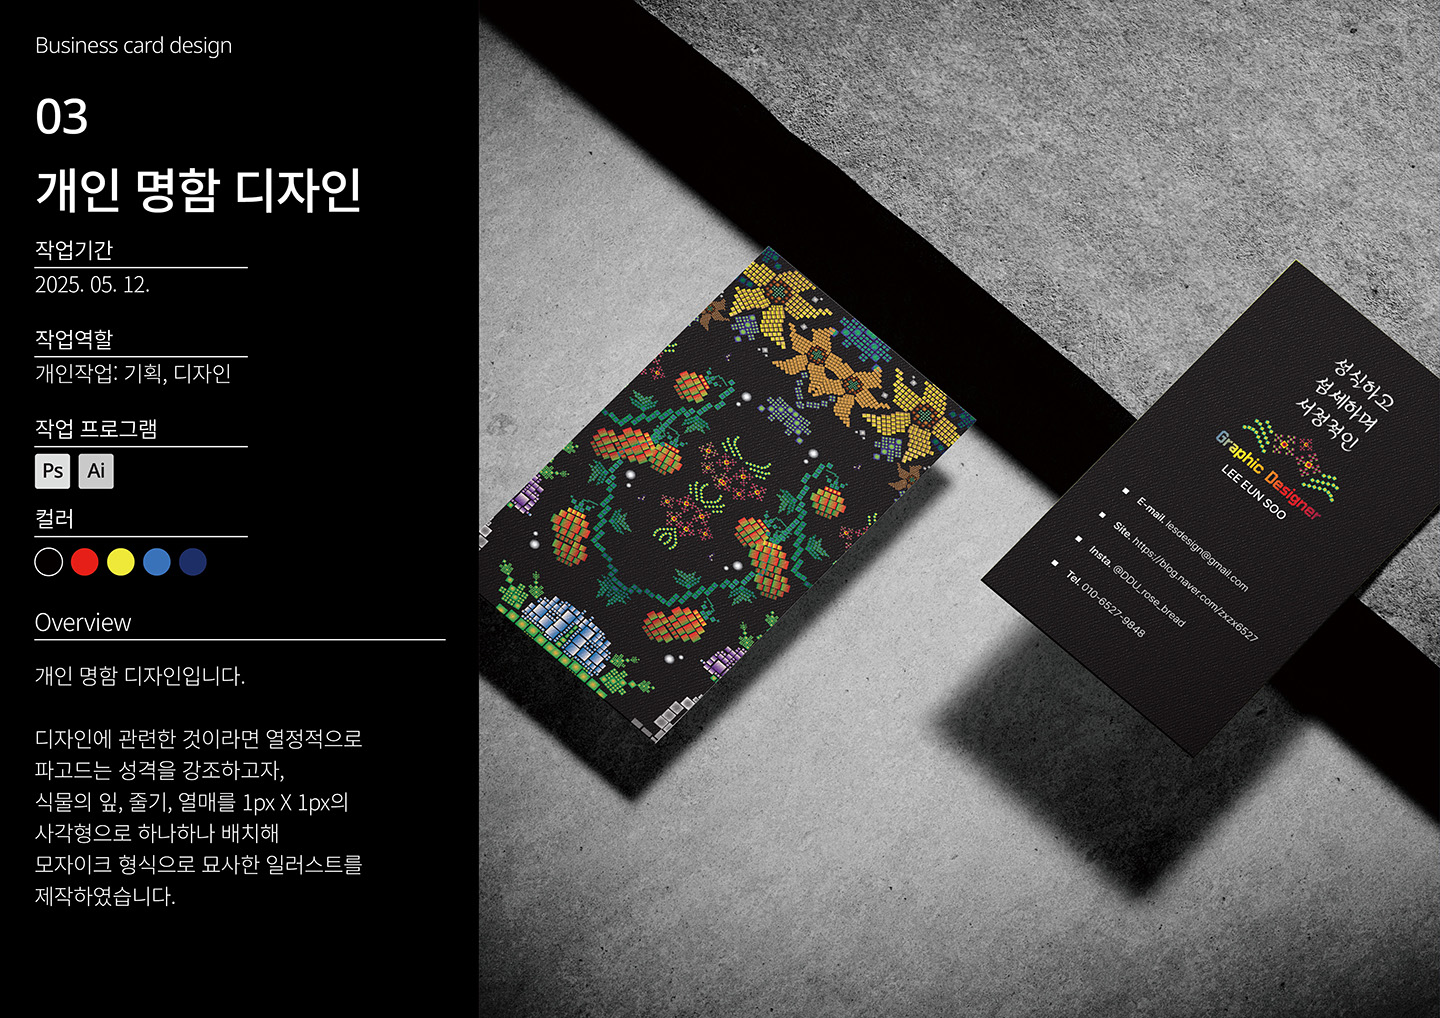 Business card design
03
개인 명함 디자인
작업기간
2025. 05. 12.
작업역할
개인작업: 기획, 디자인
작업 프로그램
Ps Ai
컬러
Overview
개인 명함 디자인입니다.
디자인에 관련한 것이라면 열정적으로
파고드는 성격을 강조하고자,
식물의 잎, 줄기, 열매를 1px X 1px의
사각형으로 하나하나 배치해
모자이크 형식으로 묘사한 일러스트를
제작하였습니다.
성식하고
섬세하며
서정적인
Graphic Designer
LEE EUN SOO
E-mail. lesdesign@gmail.com
Site. https://blog.naver.com/zxzx6527
Insta. @DDU_rose_bread
Tel. 010-6527-9848